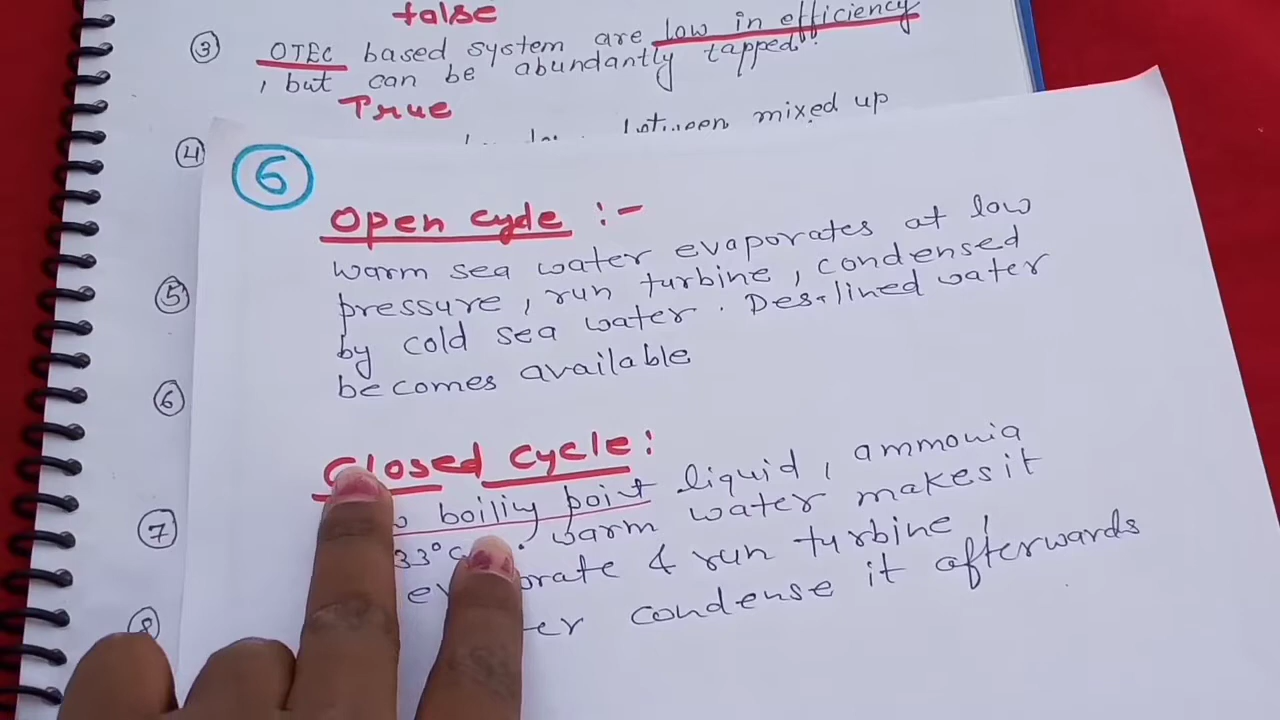 false
③ OTEC based system are low in efficiency
, but can be abundantly tapped.
True
④ mixed up
⑥
Open cycle :-
warm sea water evaporates at low
pressure, run turbine, condensed
by cold sea water. Desalined water
becomes available
⑤
⑥
Closed cycle:
boiling point liquid, ammonia
33°C warm water makes it
⑦
& run turbine,
condense it afterwards
⑧